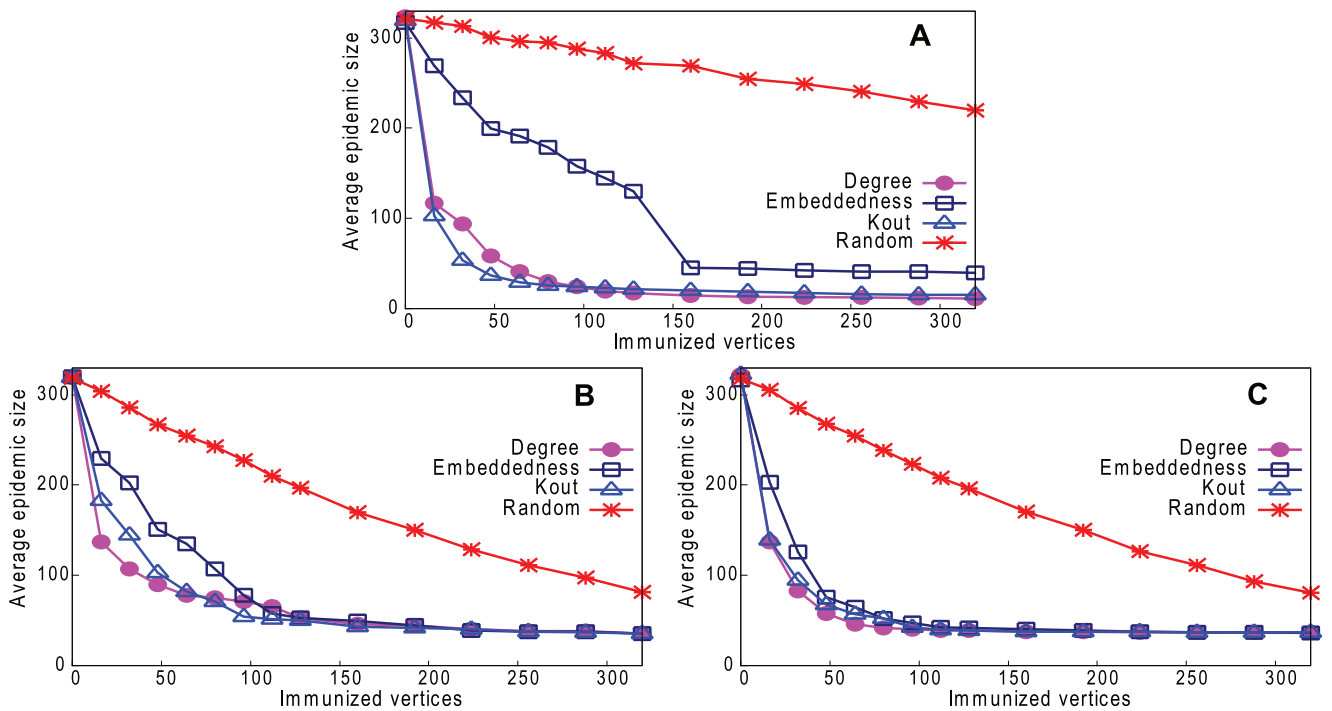 A
Average epidemic size
300
200
100
0
Degree
Embeddedness
Kout
Random
0 50 100 150 200 250 300
Immunized vertices
B
Average epidemic size
300
200
100
0
Degree
Embeddedness
Kout
Random
0 50 100 150 200 250 300
Immunized vertices
C
Average epidemic size
300
200
100
0
Degree
Embeddedness
Kout
Random
0 50 100 150 200 250 300
Immunized vertices